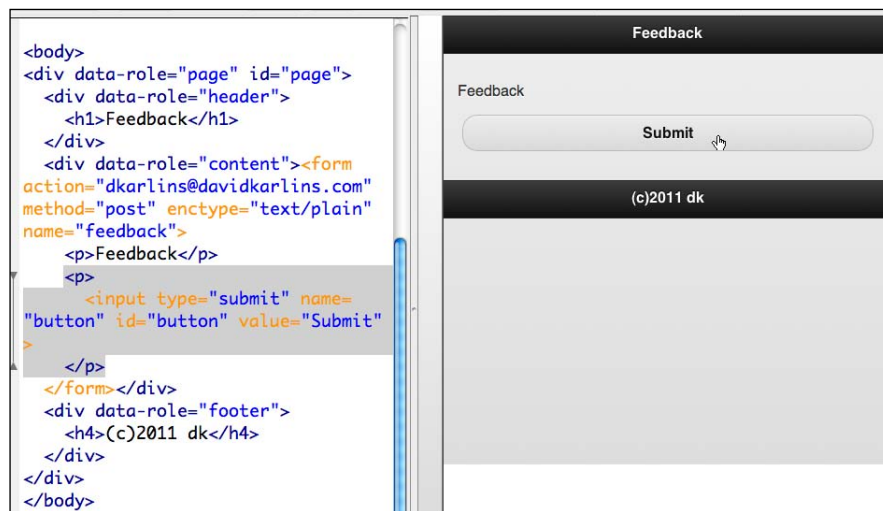 <body>
<div data-role="page" id="page">
<div data-role="header">
<h1>Feedback</h1>
</div>
<div data-role="content"><form
action="dkarlins@davidkarlins.com"
method="post" enctype="text/plain"
name="feedback">
<p>Feedback</p>
<p>
<input type="submit" name=
"button" id="button" value="Submit"
>
</p>
</form></div>
<div data-role="footer">
<h4>(c)2011 dk</h4>
</div>
</div>
</body>
Feedback
Feedback
Submit
(c)2011 dk